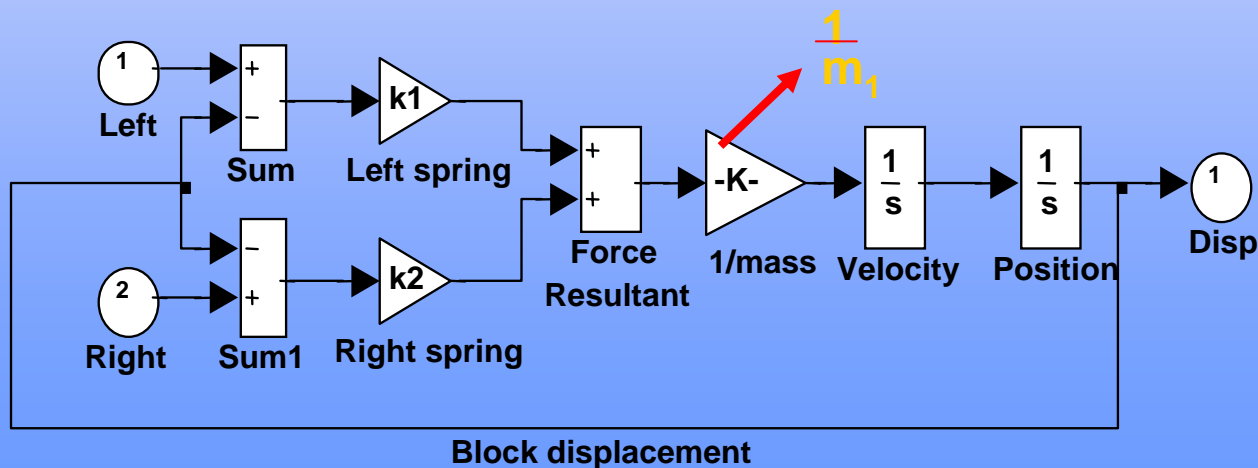 1
m1
1
+
-
Left
Sum
k1
Left spring
+
+
Force
Resultant
-K-
1/mass
1
s
Velocity
1
s
Position
1
Disp
-
+
2
Right
Sum1
k2
Right spring
Block displacement